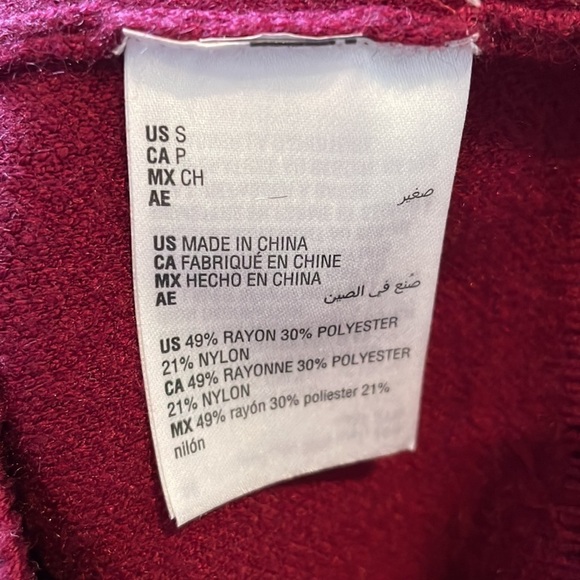 US S
CA P
MX CH
AE صغير
US MADE IN CHINA
CA FABRIQUÉ EN CHINE
MX HECHO EN CHINA
AE صُنع في الصين
US 49% RAYON 30% POLYESTER
21% NYLON
CA 49% RAYONNE 30% POLYESTER
21% NYLON
MX 49% rayón 30% poliester 21%
nilón